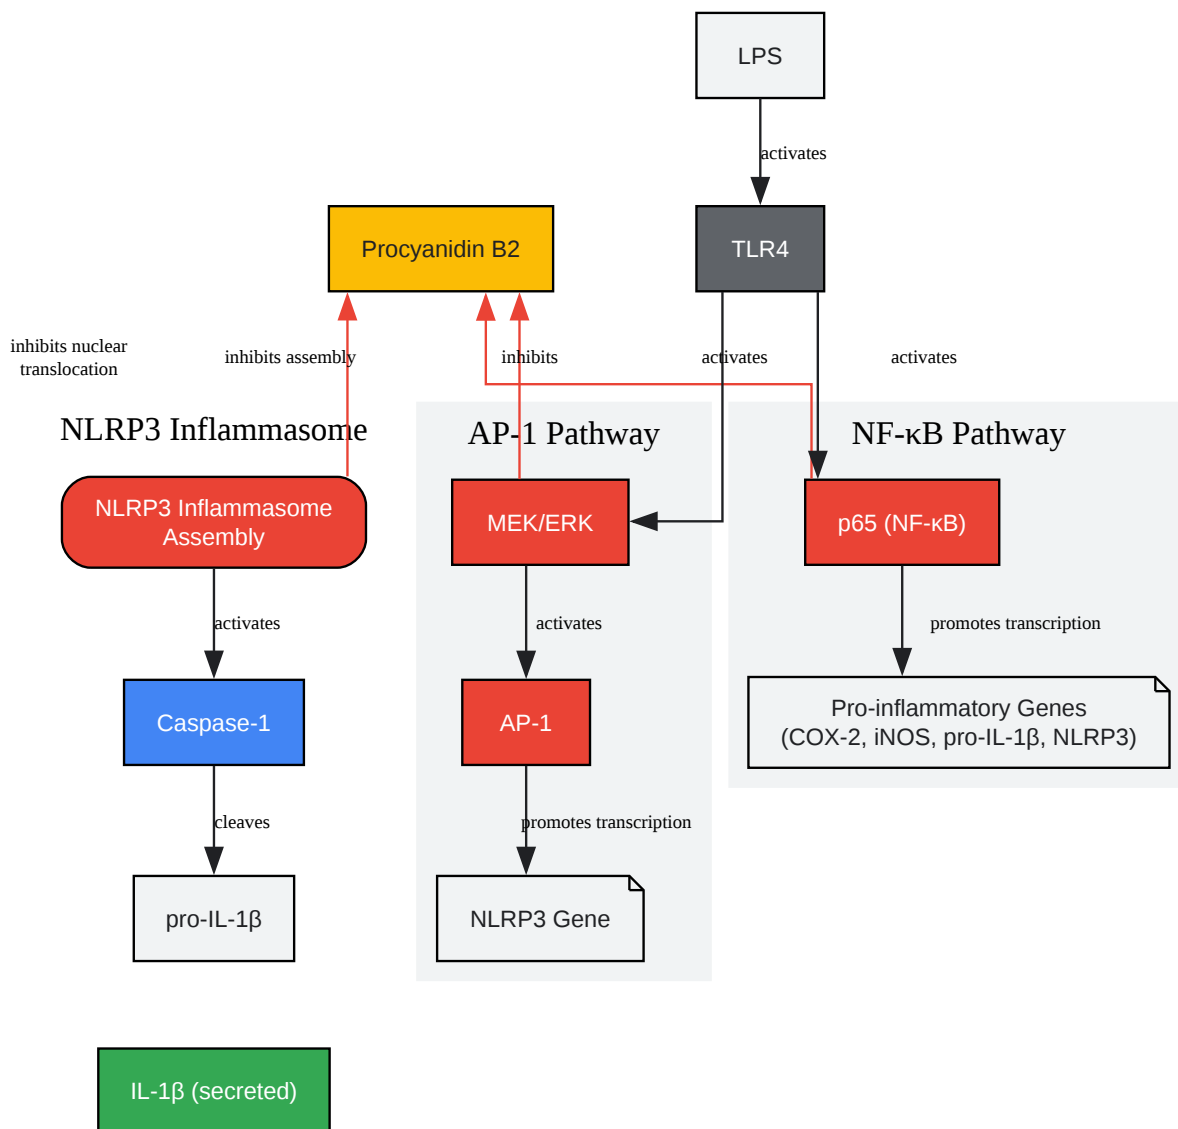 LPS
activates
Procyanidin B2
TLR4
inhibits nuclear
translocation
inhibits assembly
inhibits
activates
activates
NLRP3 Inflammasome
AP-1 Pathway
NF-κB Pathway
NLRP3 Inflammasome
Assembly
MEK/ERK
p65 (NF-κB)
activates
activates
promotes transcription
Caspase-1
AP-1
Pro-inflammatory Genes
(COX-2, iNOS, pro-IL-1β, NLRP3)
cleaves
promotes transcription
pro-IL-1β
NLRP3 Gene
IL-1β (secreted)